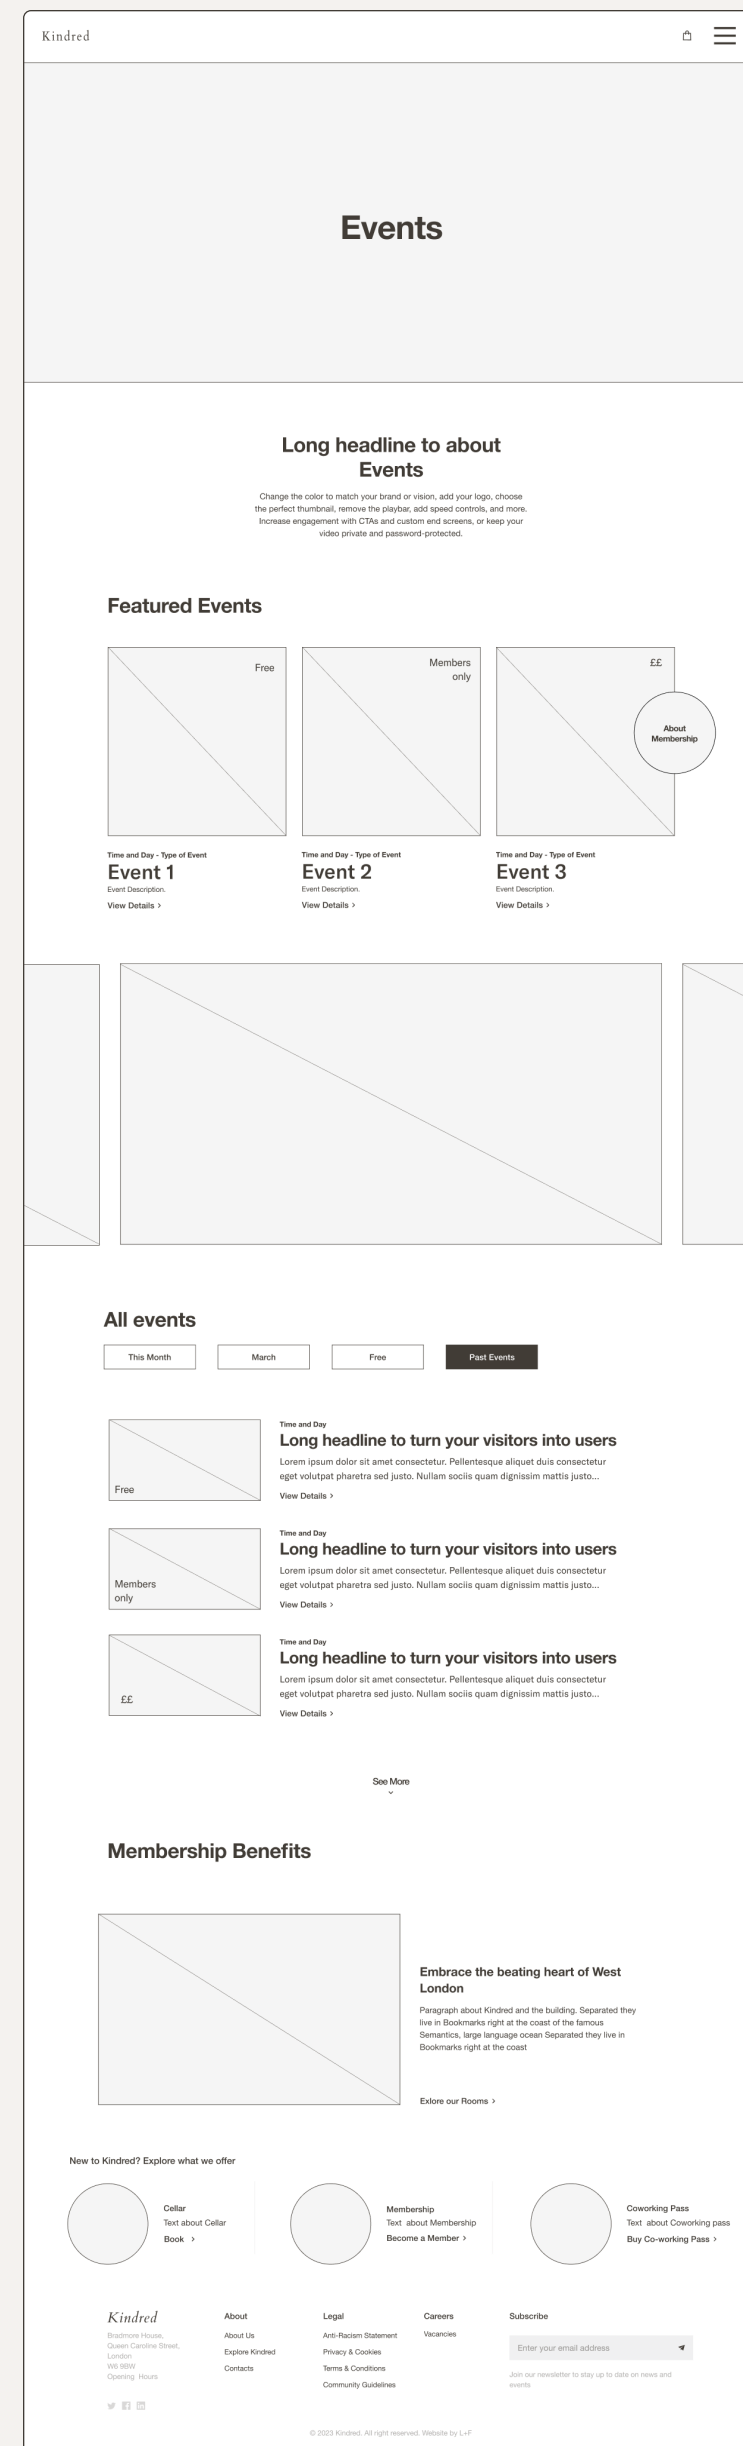 Kindred
Events
Long headline to about
Events
Change the color to match your brand or vision, add your logo, choose
the perfect thumbnail, remove the playbar, add speed controls, and more.
Increase engagement with CTAs and custom end screens, or keep your
video private and password-protected.
Featured Events
Free
Members
only
££
About
Membership
Time and Day - Type of Event
Event 1
Event Description.
View Details >
Time and Day - Type of Event
Event 2
Event Description.
View Details >
Time and Day - Type of Event
Event 3
Event Description.
View Details >
All events
This Month
March
Free
Past Events
Free
Time and Day
Long headline to turn your visitors into users
Lorem ipsum dolor sit amet consectetur. Pellentesque aliquet duis consectetur
eget volutpat pharetra sed justo. Nullam sociis quam dignissim mattis justo...
View Details >
Members
only
Time and Day
Long headline to turn your visitors into users
Lorem ipsum dolor sit amet consectetur. Pellentesque aliquet duis consectetur
eget volutpat pharetra sed justo. Nullam sociis quam dignissim mattis justo...
View Details >
££
Time and Day
Long headline to turn your visitors into users
Lorem ipsum dolor sit amet consectetur. Pellentesque aliquet duis consectetur
eget volutpat pharetra sed justo. Nullam sociis quam dignissim mattis justo...
View Details >
See More
Membership Benefits
Embrace the beating heart of West
London
Paragraph about Kindred and the building. Separated they
live in Bookmarks right at the coast of the famous
Semantics, large language ocean Separated they live in
Bookmarks right at the coast
Exlore our Rooms >
New to Kindred? Explore what we offer
Cellar
Text about Cellar
Book >
Membership
Text about Membership
Become a Member >
Coworking Pass
Text about Coworking pass
Buy Co-working Pass >
Kindred
Bradmore House,
Queen Caroline Street,
London
W6 9BW
Opening Hours
About
About Us
Explore Kindred
Contacts
Legal
Anti-Racism Statement
Privacy & Cookies
Terms & Conditions
Community Guidelines
Careers
Vacancies
Subscribe
Enter your email address
Join our newsletter to stay up to date on news and
events
© 2023 Kindred. All right reserved. Website by L+F